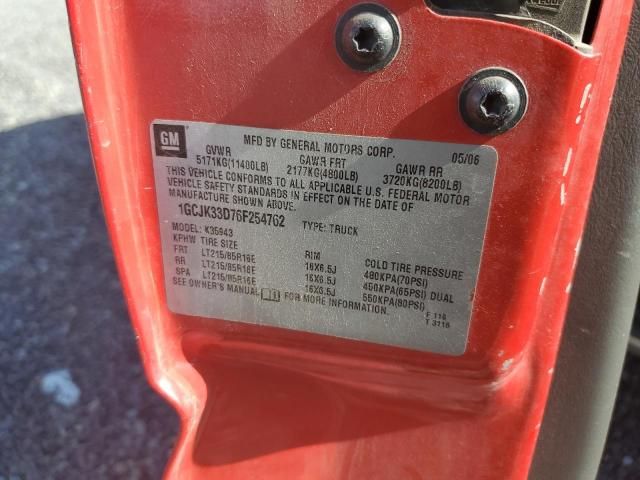 GM
MFD BY GENERAL MOTORS CORP. 05/06
GVWR GAWR FRT GAWR RR
5171KG(11400LB) 2177KG(4800LB) 3720KG(8200LB)
THIS VEHICLE CONFORMS TO ALL APPLICABLE U.S. FEDERAL MOTOR
VEHICLE SAFETY STANDARDS IN EFFECT ON THE DATE OF
MANUFACTURE SHOWN ABOVE.
1GCJK33D76F254762 TYPE: TRUCK
MODEL: K35943
KPHW TIRE SIZE RIM COLD TIRE PRESSURE
FRT LT215/85R16E 16X6.5J 480KPA(70PSI)
RR LT215/85R16E 16X6.5J 450KPA(65PSI) DUAL
SPA LT215/85R16E 16X6.5J 550KPA(80PSI)
SEE OWNER'S MANUAL FOR MORE INFORMATION.
F 116
T 3116